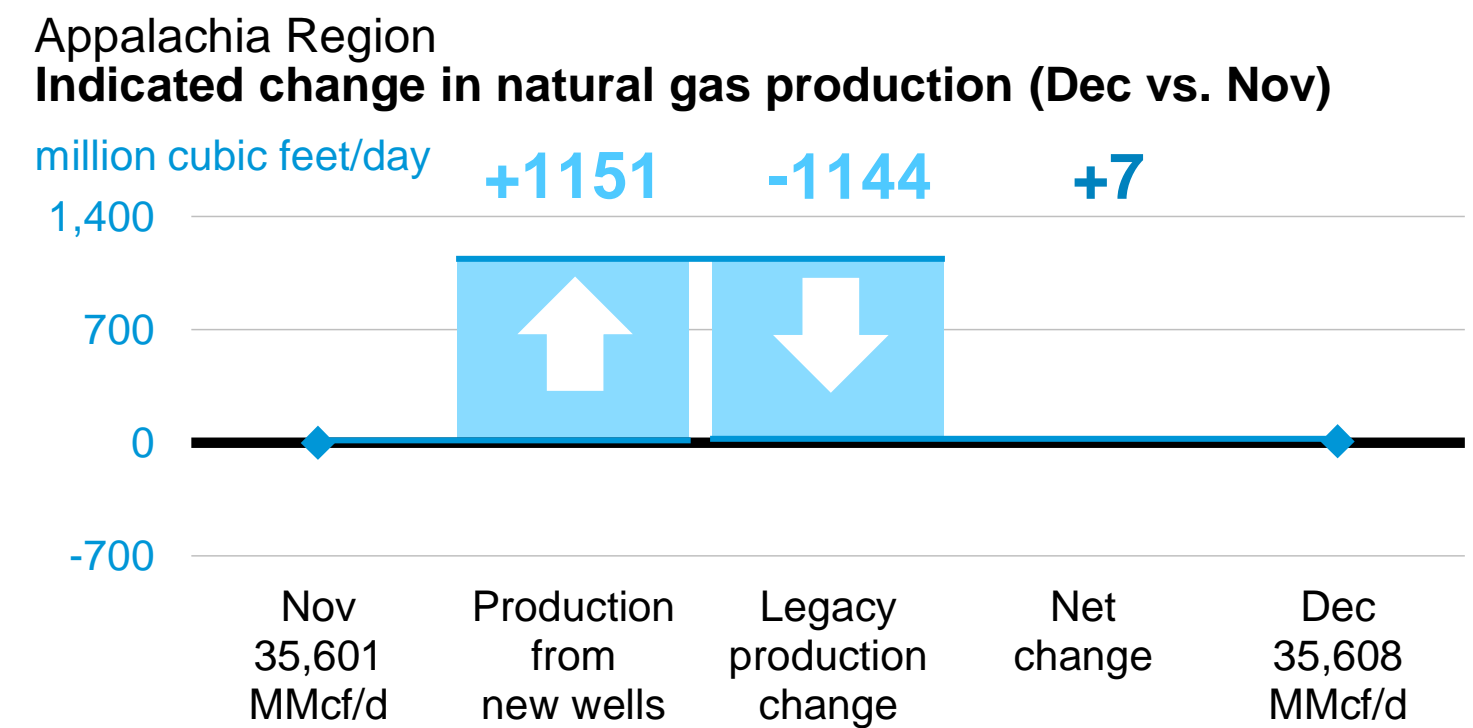 Appalachia Region
Indicated change in natural gas production (Dec vs. Nov)
million cubic feet/day
+1151
-1144
+7
1,400
700
0
-700
Nov
35,601
MMcf/d
Production
from
new wells
Legacy
production
change
Net
change
Dec
35,608
MMcf/d